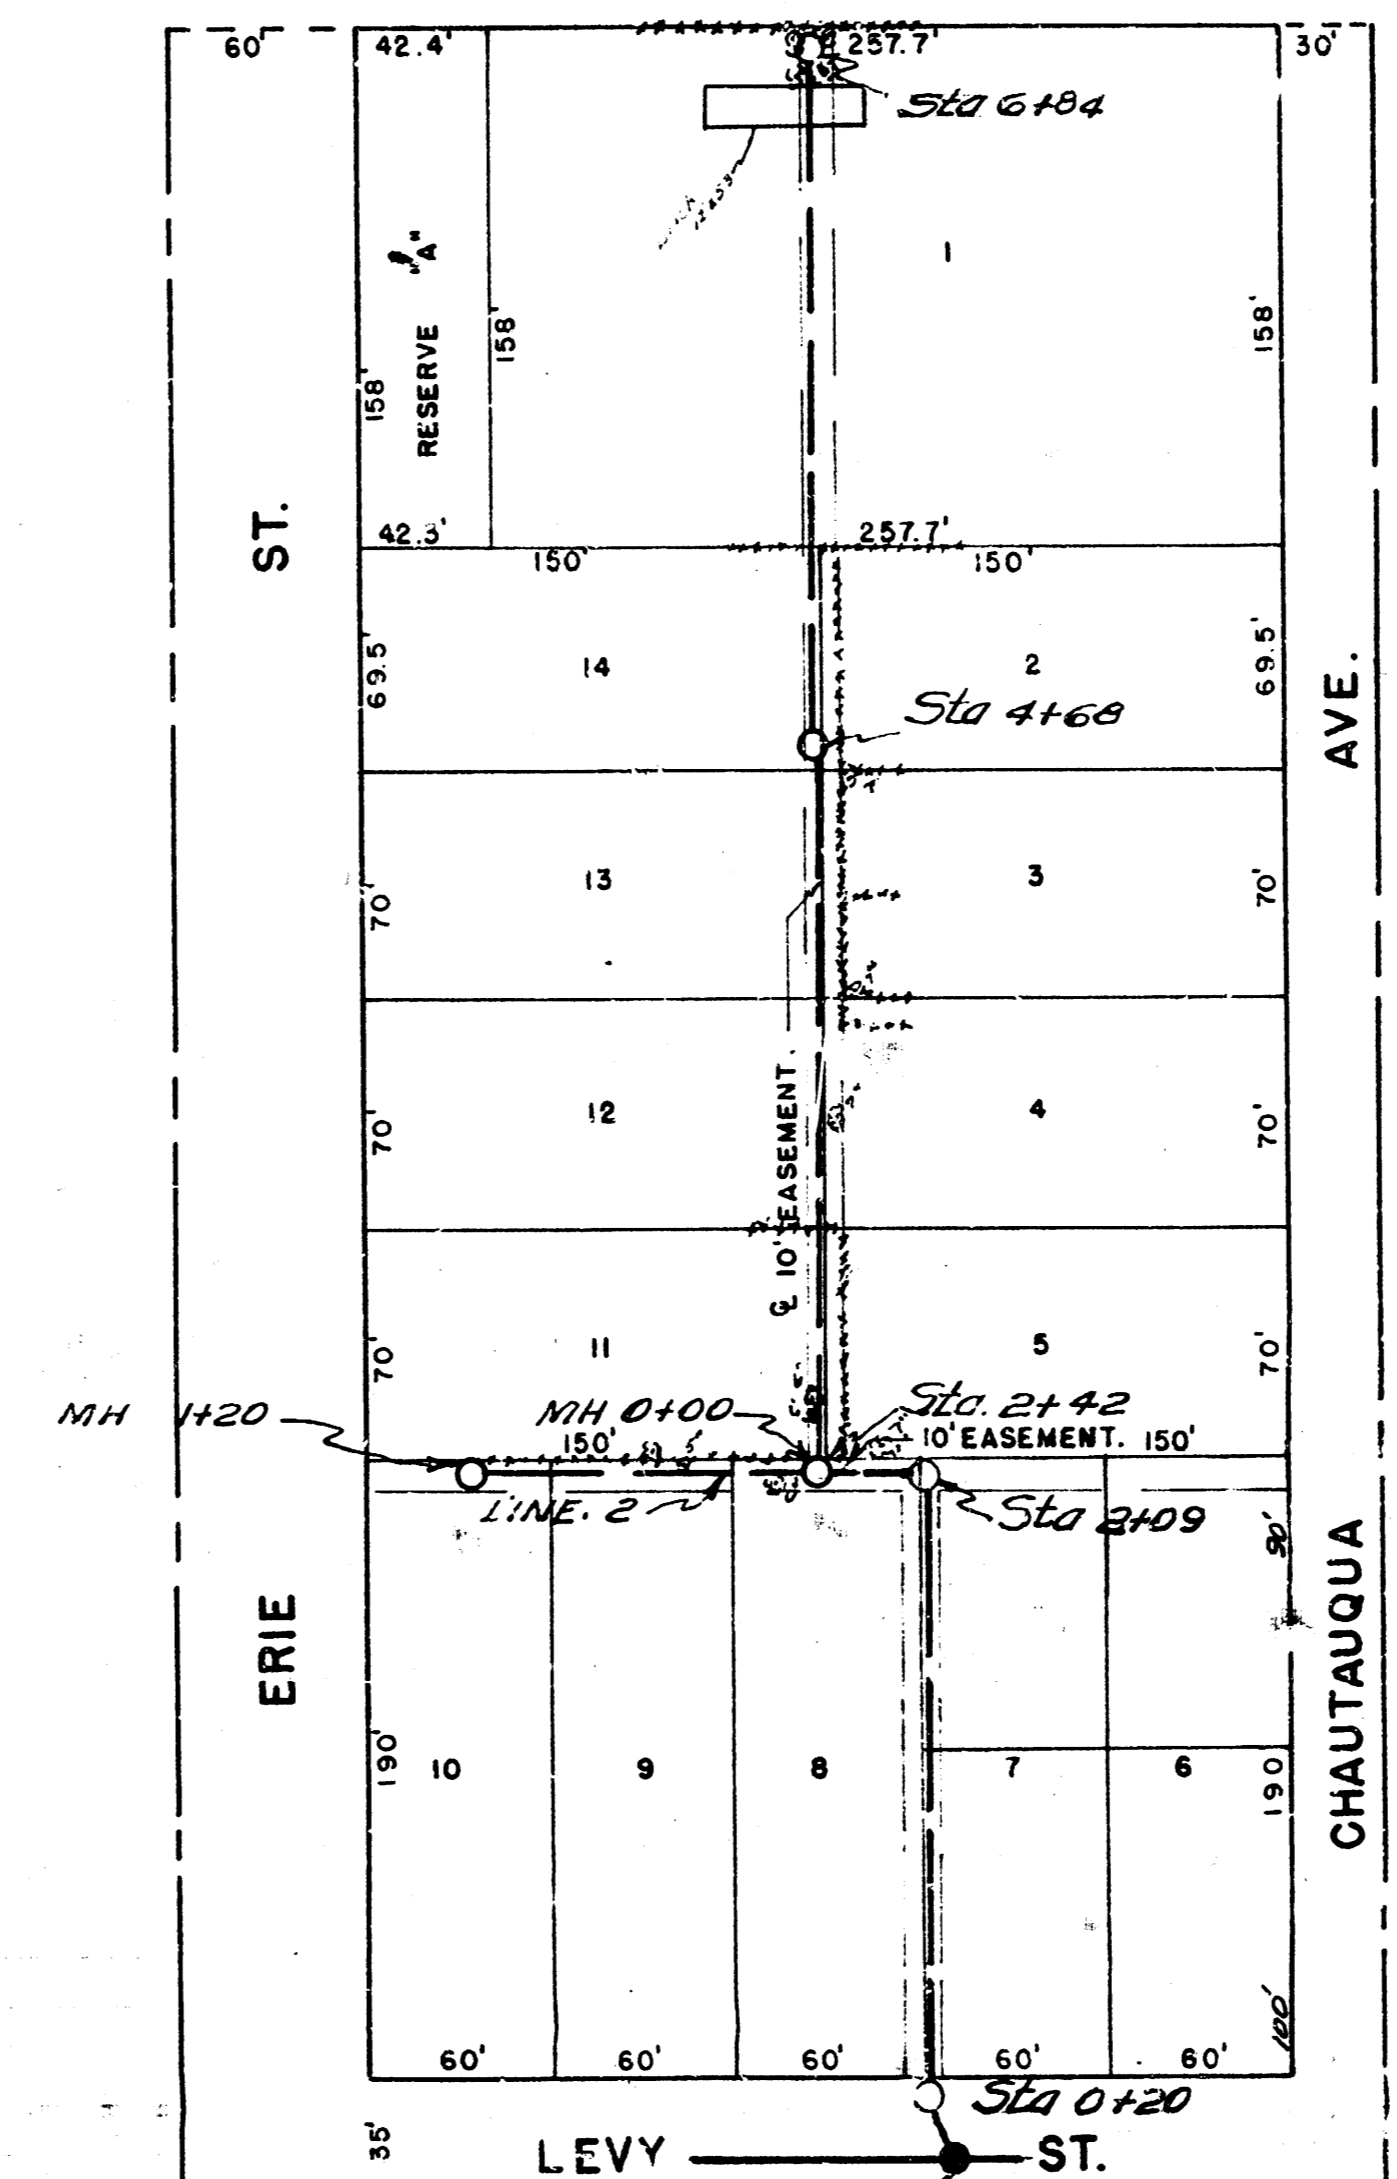 60' 42.4' 257.7' 30'
Sta 6+84
1
"A"
RESERVE
158'
158'
158'
42.3' 257.7'
150' 150'
ST.
69.5' 14 2 69.5'
Sta 4+68
AVE.
70' 13 3 70'
70' 12 4 70'
℄ 10' EASEMENT.
70' 11 5 70'
MH 1+20 MH 0+00 Sta. 2+42
150' 10' EASEMENT. 150'
LINE. 2 Sta 2+09
90'
ERIE
CHAUTAUQUA
190' 10 9 8 7 6 190
100'
60' 60' 60' 60' 60'
Sta 0+20
35' LEVY ST.